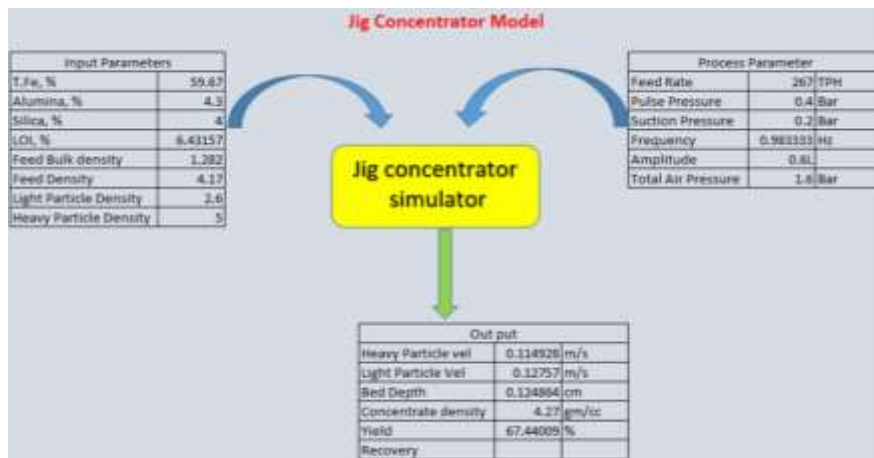 Jig Concentrator Model
Input Parameters
T.Fe, % 59.67
Alumina, % 4.3
Silica, % 4
LOI, % 6.43157
Feed Bulk density 1.282
Feed Density 4.17
Light Particle Density 2.6
Heavy Particle Density 5
Process Parameter
Feed Rate 267 TPH
Pulse Pressure 0.4 Bar
Suction Pressure 0.2 Bar
Frequency 0.983333 Hz
Amplitude 0.6L
Total Air Pressure 1.6 Bar
Jig concentrator
simulator
Out put
Heavy Particle vel 0.114926 m/s
Light Particle Vel 0.12757 m/s
Bed Depth 0.124864 cm
Concentrate density 4.27 gm/cc
Yield 67.44009 %
Recovery